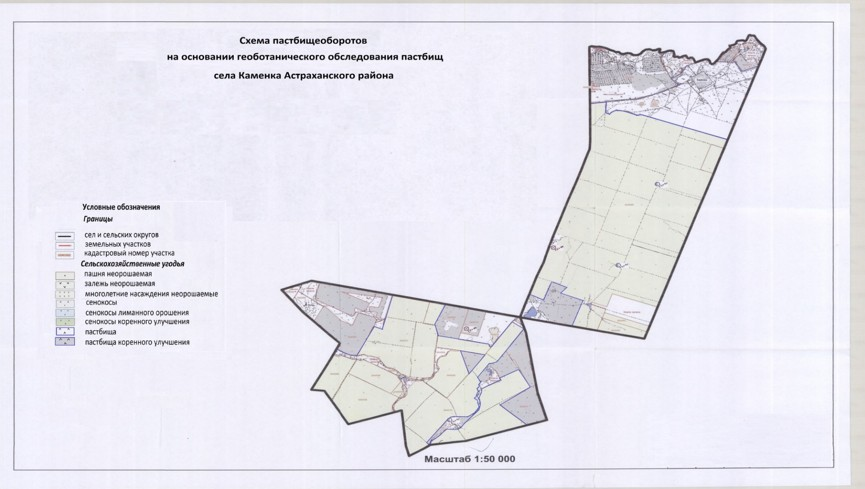 Схема пастбищеоборотов
на основании геоботанического обследования пастбищ
села Каменка Астраханского района
Условные обозначения
Границы
сел и сельских округов
земельных участков
кадастровый номер участка
Сельскохозяйственные угодья
пашня неорошаемая
залежь неорошаемая
многолетние насаждения неорошаемые
сенокосы
сенокосы лиманного орошения
сенокосы коренного улучшения
пастбища
пастбища коренного улучшения
Масштаб 1:50 000